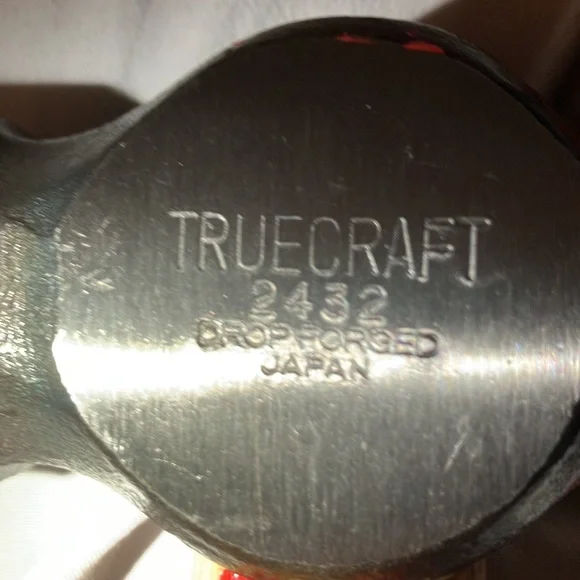 TRUECRAFT
2432
DROP FORGED
JAPAN